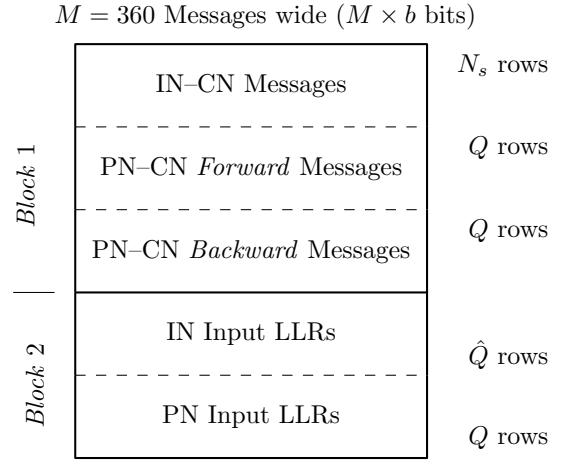 M = 360 Messages wide (M × b bits)
IN–CN Messages
N_s rows
PN–CN Forward Messages
Q rows
PN–CN Backward Messages
Q rows
Block 1
IN Input LLRs
Q̂ rows
PN Input LLRs
Q rows
Block 2